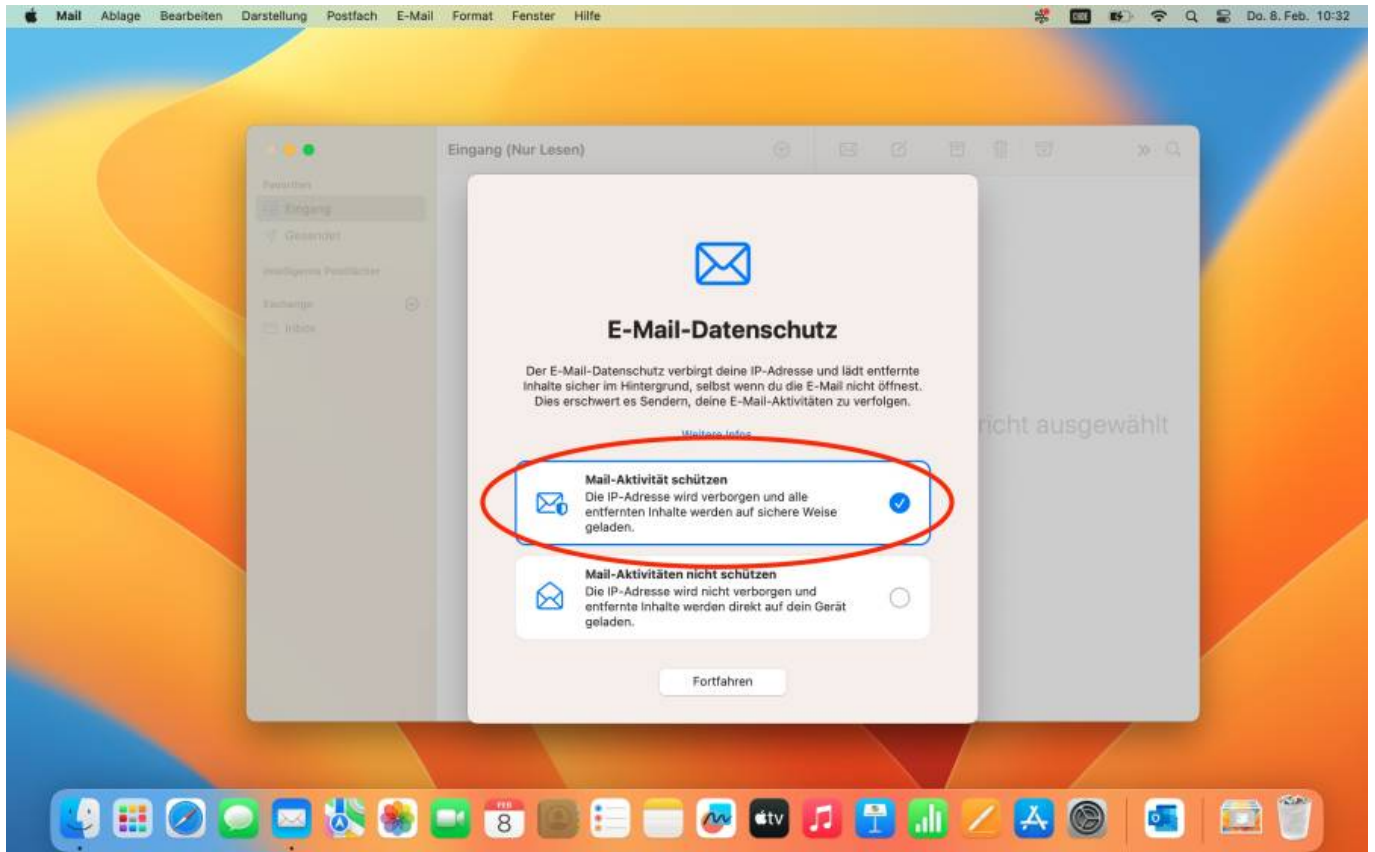 Mail Ablage Bearbeiten Darstellung Postfach E-Mail Format Fenster Hilfe
Do. 8. Feb. 10:32
Eingang (Nur Lesen)
Favoriten
Eingang
Gesendet
Intelligente Postfächer
Exchange
Inbox
richt ausgewählt
E-Mail-Datenschutz
Der E-Mail-Datenschutz verbirgt deine IP-Adresse und lädt entfernte
Inhalte sicher im Hintergrund, selbst wenn du die E-Mail nicht öffnest.
Dies erschwert es Sendern, deine E-Mail-Aktivitäten zu verfolgen.
Weitere Infos
Mail-Aktivität schützen
Die IP-Adresse wird verborgen und alle
entfernten Inhalte werden auf sichere Weise
geladen.
Mail-Aktivitäten nicht schützen
Die IP-Adresse wird nicht verborgen und
entfernte Inhalte werden direkt auf dein Gerät
geladen.
Fortfahren
FEB
8
tv